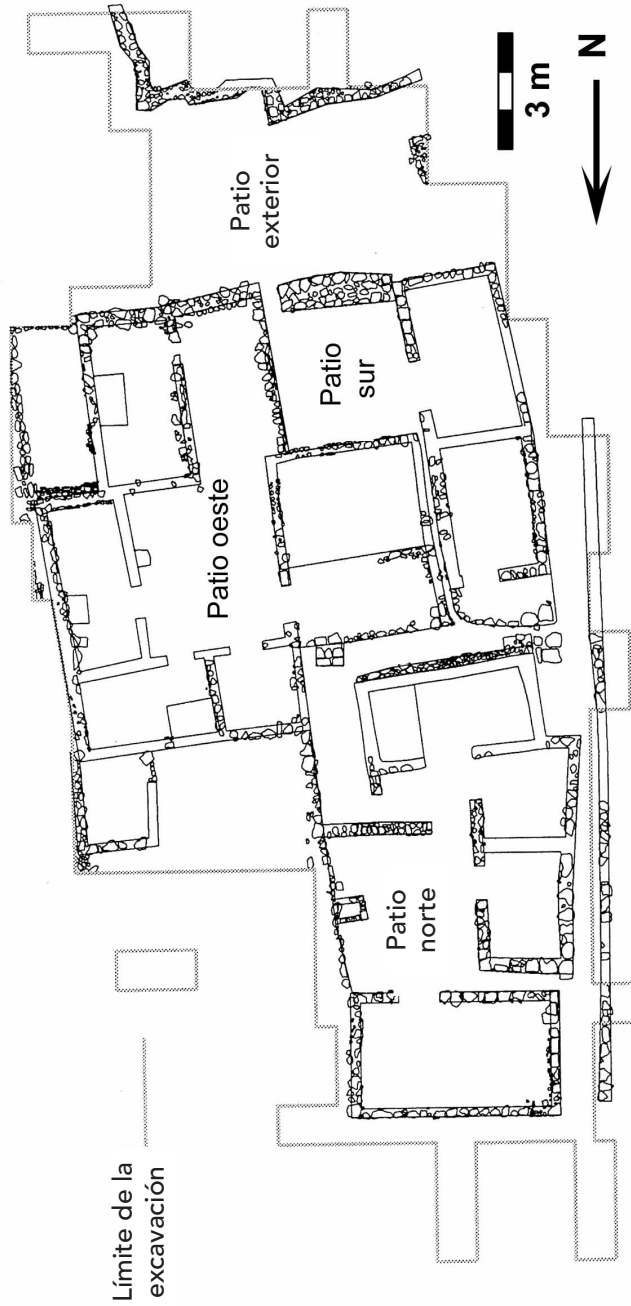 Límite de la
excavación
Patio
norte
Patio oeste
Patio
sur
Patio
exterior
3 m
N